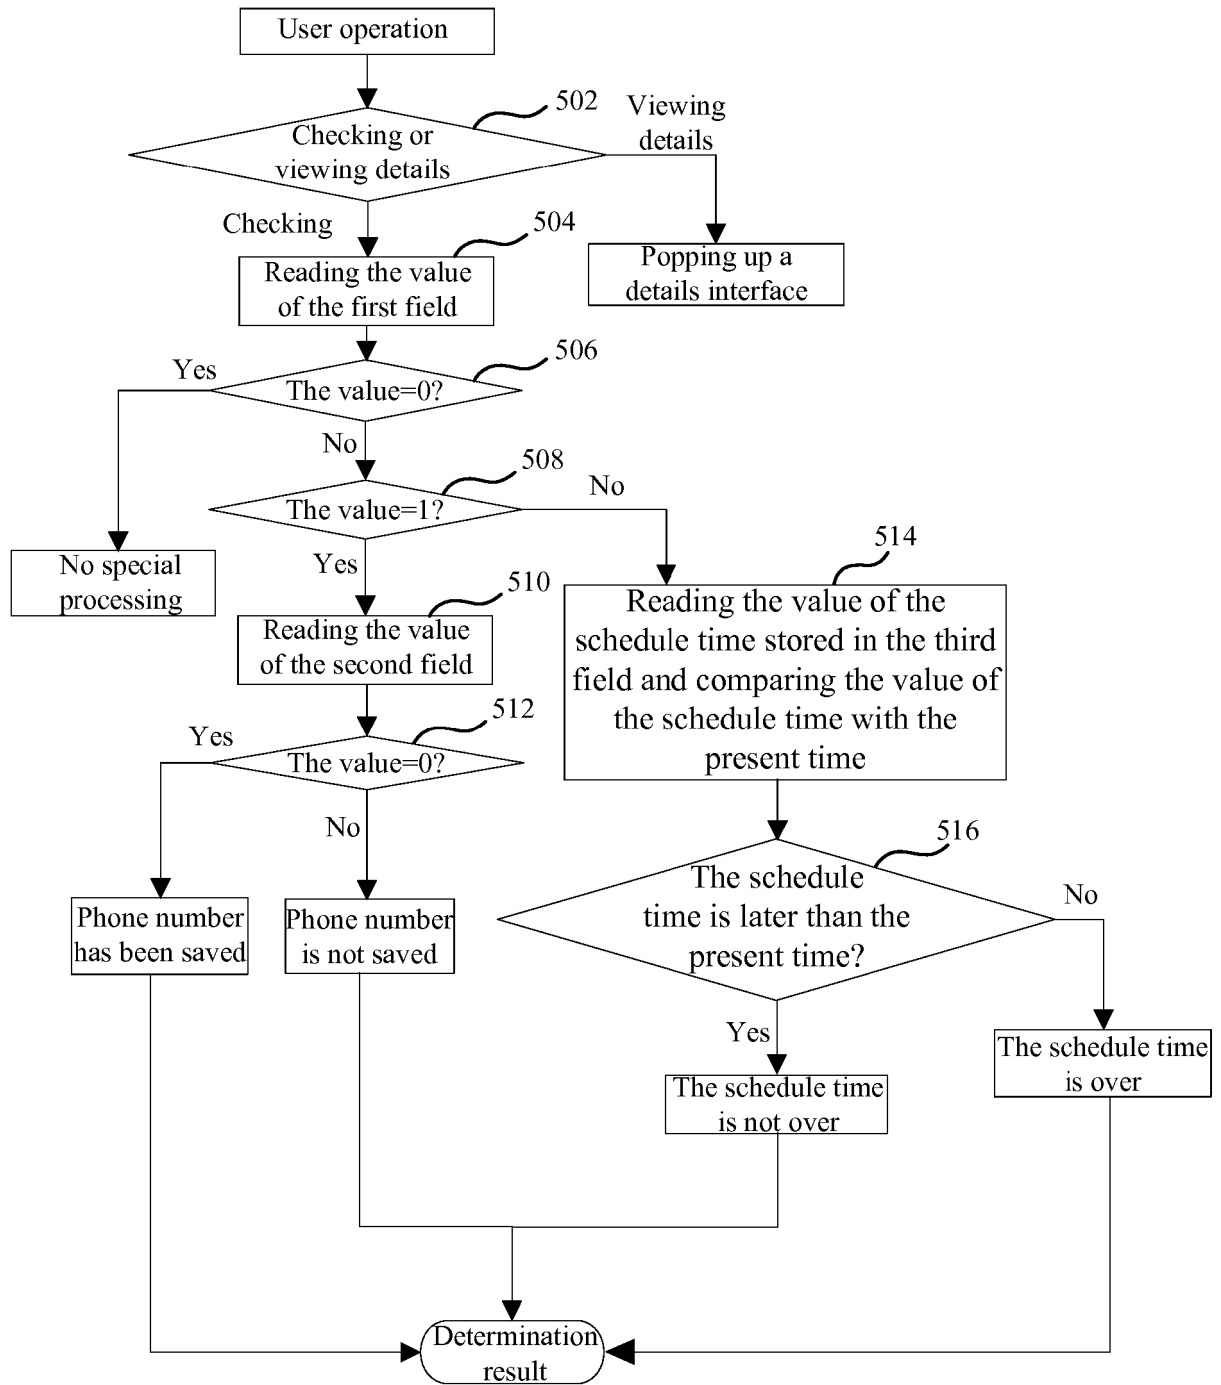 User operation
502
Checking or
viewing details
Viewing
details
Checking
504
Reading the value
of the first field
Popping up a
details interface
506
Yes
The value=0?
No
508
The value=1?
No
No special
processing
Yes
510
Reading the value
of the second field
514
Reading the value of the
schedule time stored in the third
field and comparing the value of
the schedule time with the
present time
512
Yes
The value=0?
No
516
The schedule
time is later than the
present time?
No
Phone number
has been saved
Phone number
is not saved
Yes
The schedule time
is not over
The schedule time
is over
Determination
result